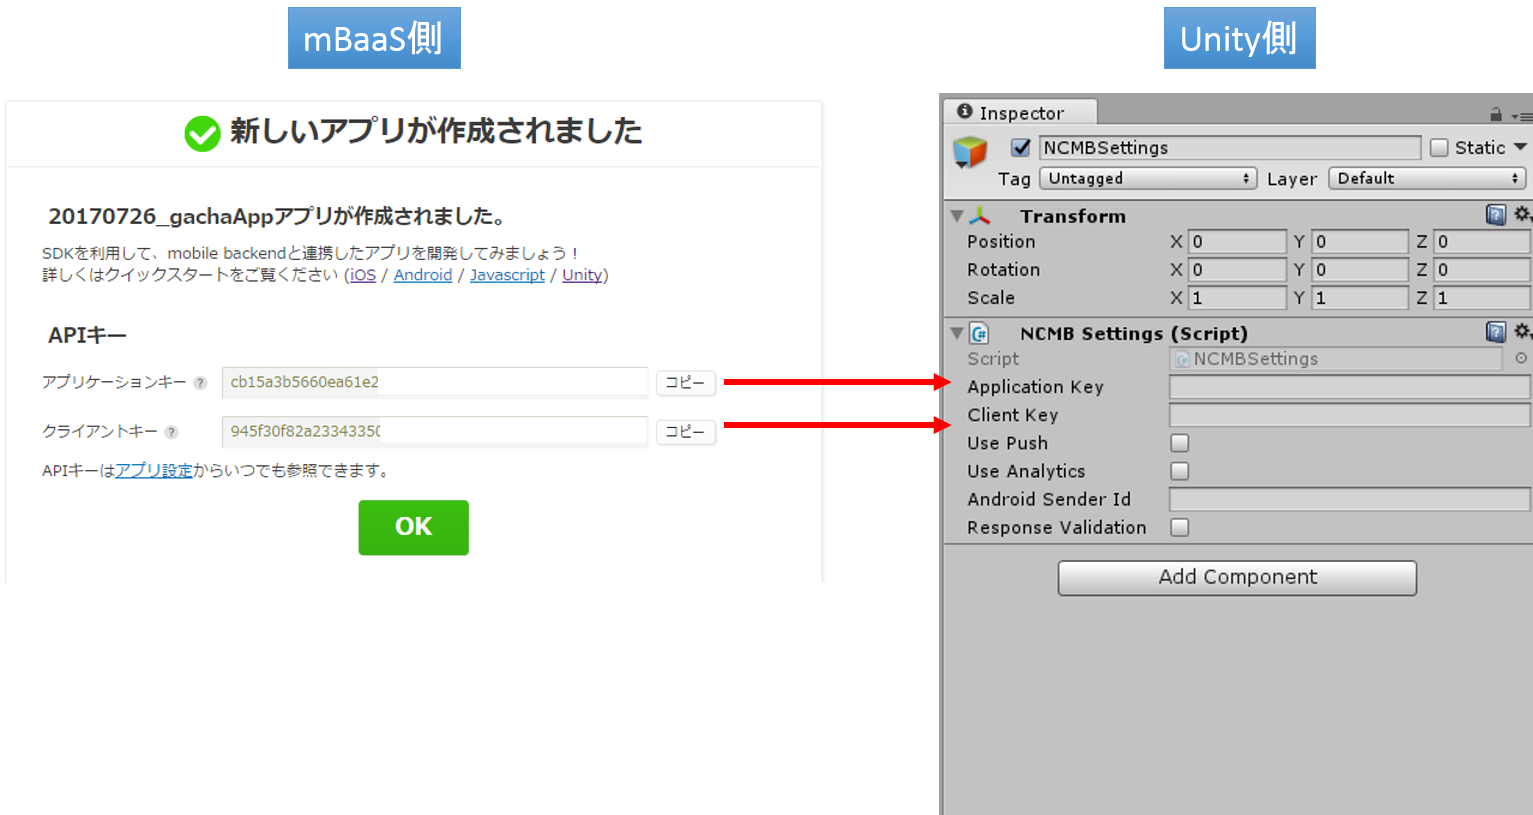 mBaaS側
新しいアプリが作成されました
20170726_gachaAppアプリが作成されました。
SDKを利用して、mobile backendと連携したアプリを開発してみましょう！
詳しくはクイックスタートをご覧ください (iOS / Android / Javascript / Unity)
APIキー
アプリケーションキー ? cb15a3b5660ea61e2 コピー
クライアントキー ? 945f30f82a23343350 コピー
APIキーはアプリ設定からいつでも参照できます。
OK
Unity側
Inspector
NCMBSettings Static
Tag Untagged Layer Default
Transform
Position X 0 Y 0 Z 0
Rotation X 0 Y 0 Z 0
Scale X 1 Y 1 Z 1
NCMB Settings (Script)
Script NCMBSettings
Application Key
Client Key
Use Push
Use Analytics
Android Sender Id
Response Validation
Add Component